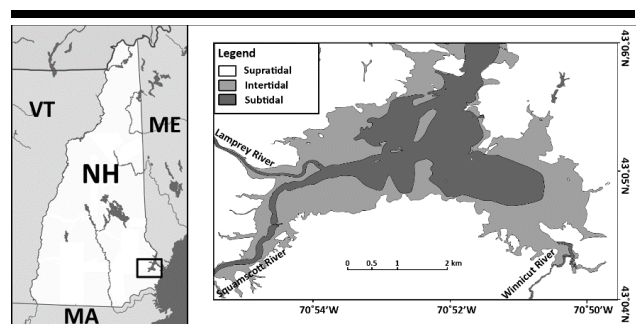 VT
ME
NH
MA
Legend
Supratidal
Intertidal
Subtidal
Lamprey River
Squamscott River
Winnicut River
0 0.5 1 2 km
43°06'N
43°05'N
43°04'N
70°54'W
70°52'W
70°50'W